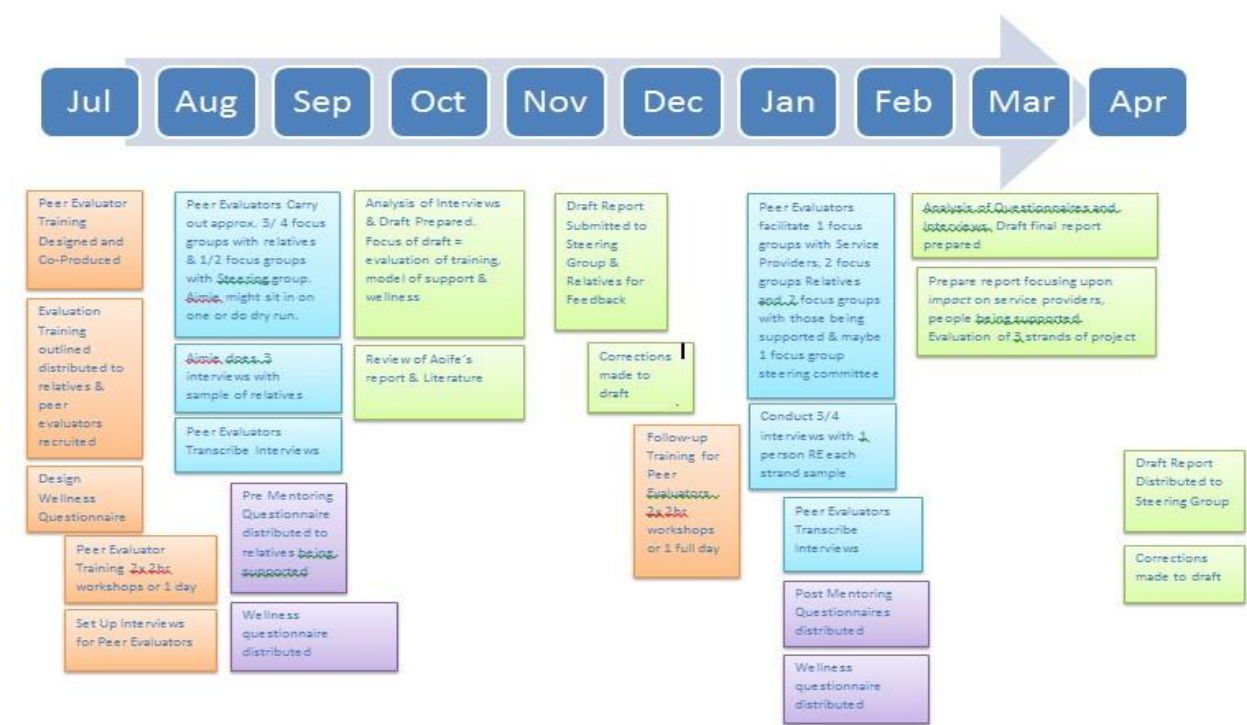 Jul
Aug
Sep
Oct
Nov
Dec
Jan
Feb
Mar
Apr
Peer Evaluator
Training
Designed and
Co-Produced
Evaluation
Training
outlined
distributed to
relatives &
peer
evaluators
recruited
Design
Wellness
Questionnaire
Peer Evaluator
Training 2x 2hr
workshops or 1 day
Set Up Interviews
for Peer Evaluators
Peer Evaluators Carry
out approx. 3/ 4 focus
groups with relatives
& 1/2 focus groups
with Steering group.
Aimie might sit in on
one or do dry run.
Aimie does 3
interviews with
sample of relatives
Peer Evaluators
Transcribe Interviews
Pre Mentoring
Questionnaire
distributed to
relatives being
supported
Wellness
questionnaire
distributed
Analysis of Interviews
& Draft Prepared.
Focus of draft =
evaluation of training,
model of support &
wellness
Review of Aoife's
report & Literature
Draft Report
Submitted to
Steering
Group &
Relatives for
Feedback
Corrections
made to
draft
Follow-up
Training for
Peer
Evaluators
2x 2hr
workshops
or 1 full day
Peer Evaluators
facilitate 1 focus
groups with Service
Providers, 2 focus
groups Relatives
and 2 focus groups
with those being
supported & maybe
1 focus group
steering committee
Conduct 3/4
interviews with 1
person RE each
strand sample
Peer Evaluators
Transcribe
Interviews
Post Mentoring
Questionnaires
distributed
Wellness
questionnaire
distributed
Analysis of Questionnaires and
Interviews. Draft final report
prepared
Prepare report focusing upon
impact on service providers,
people being supported.
Evaluation of 3 strands of project
Draft Report
Distributed to
Steering Group
Corrections
made to draft